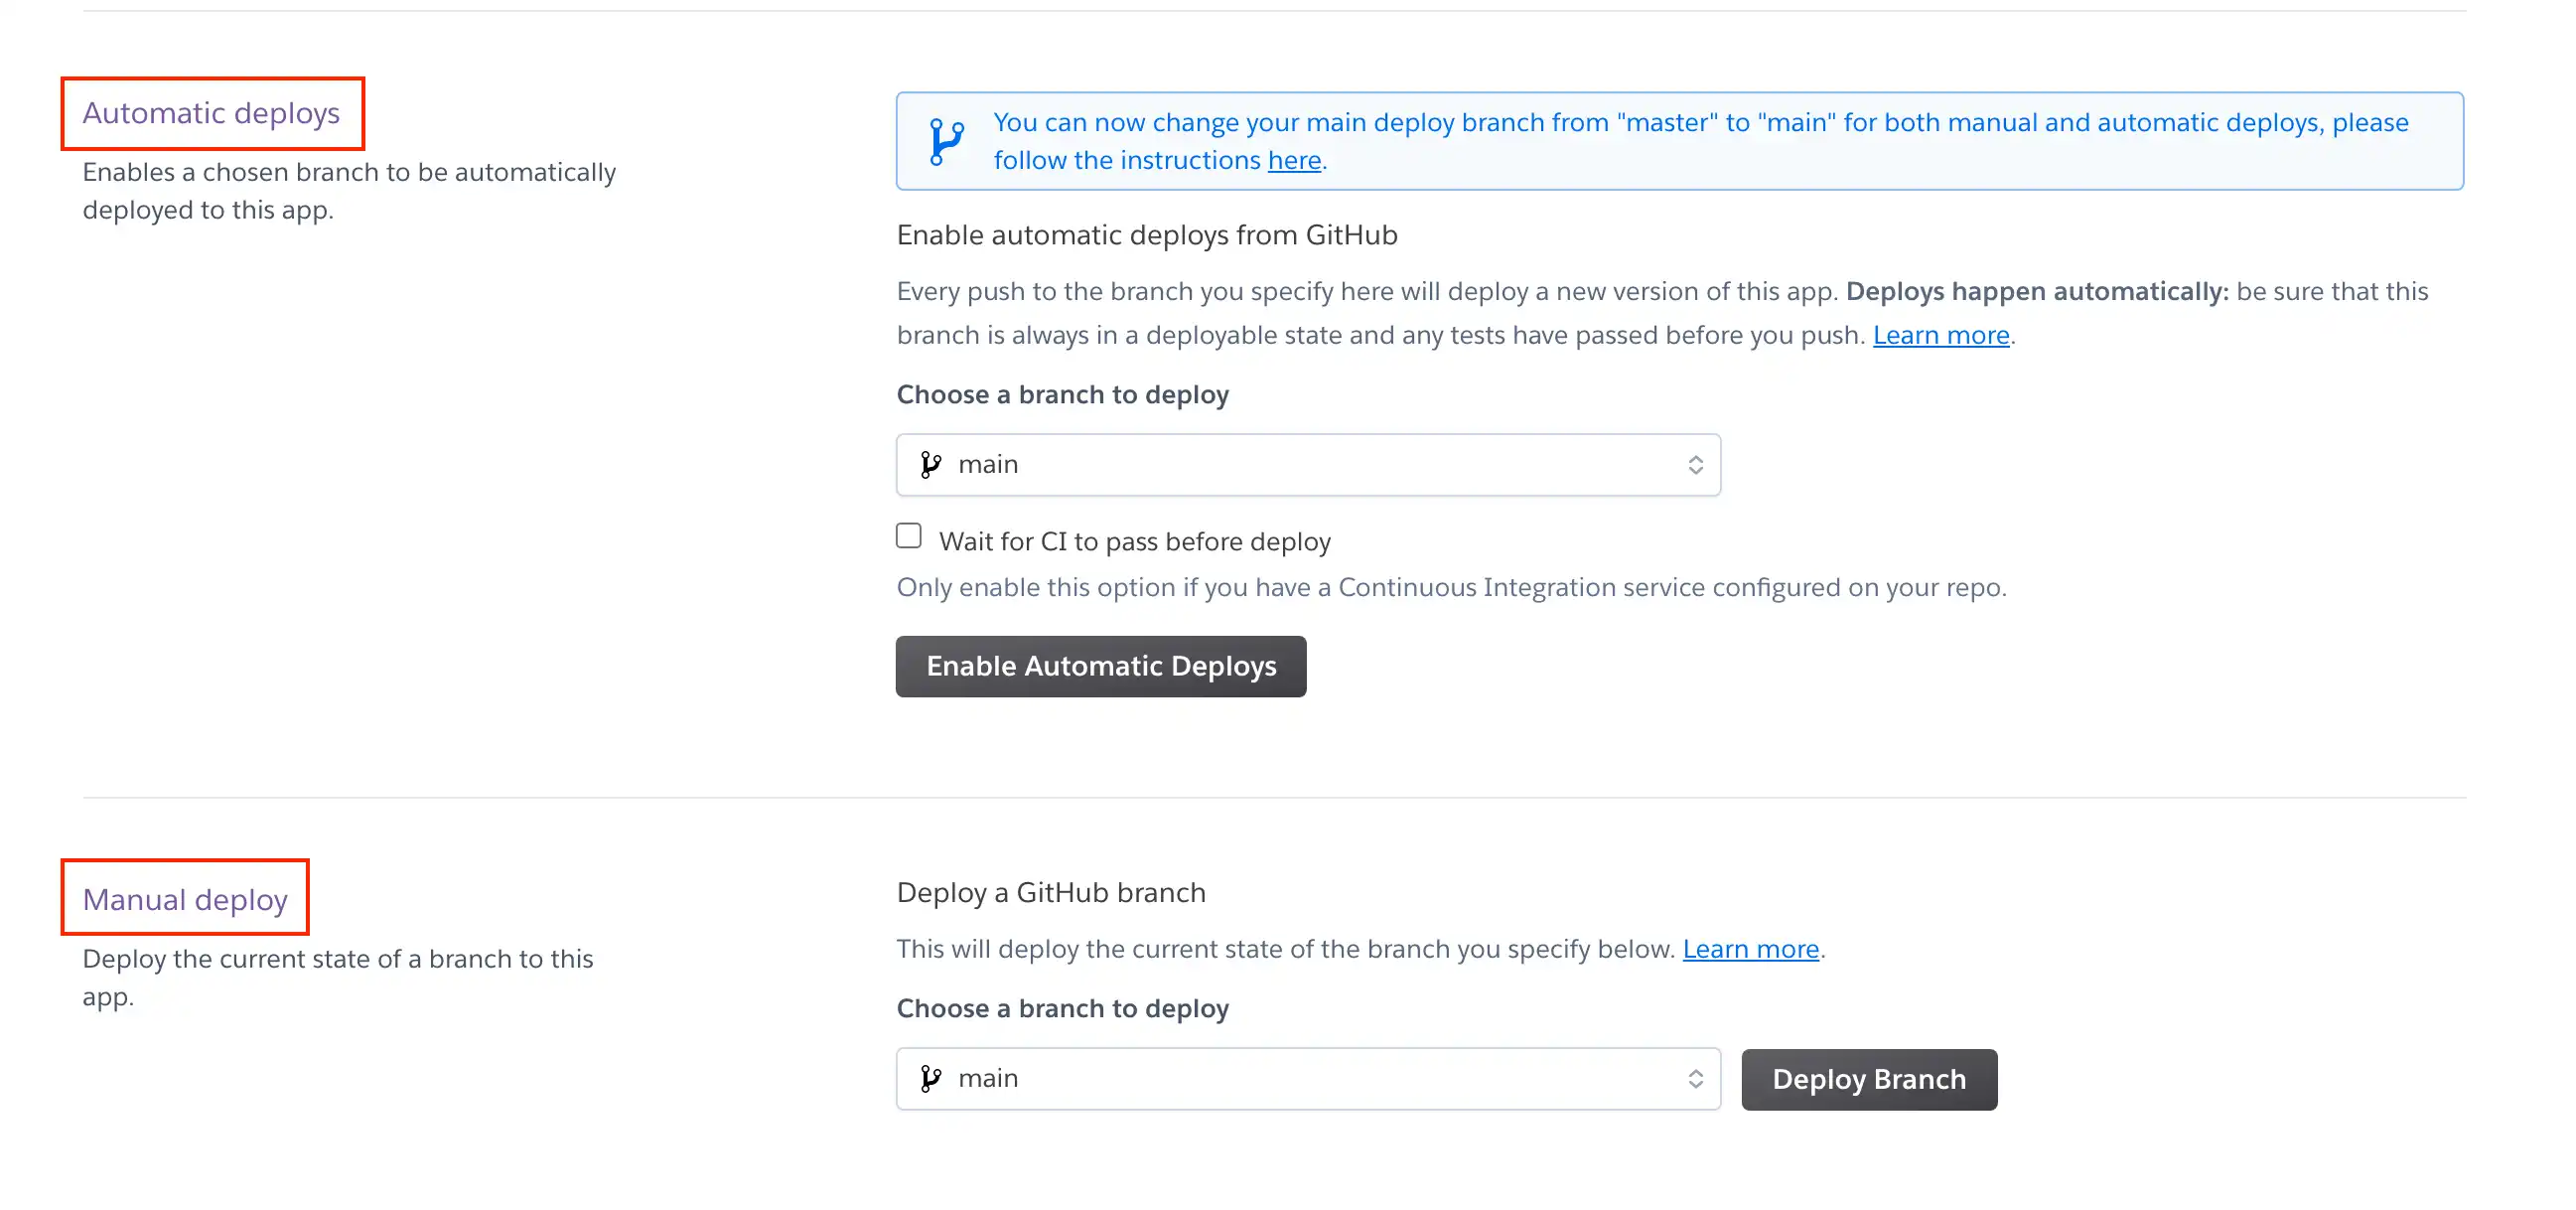 Automatic deploys
Enables a chosen branch to be automatically
deployed to this app.
You can now change your main deploy branch from "master" to "main" for both manual and automatic deploys, please
follow the instructions here.
Enable automatic deploys from GitHub
Every push to the branch you specify here will deploy a new version of this app. Deploys happen automatically: be sure that this
branch is always in a deployable state and any tests have passed before you push. Learn more.
Choose a branch to deploy
main
Wait for CI to pass before deploy
Only enable this option if you have a Continuous Integration service configured on your repo.
Enable Automatic Deploys
Manual deploy
Deploy the current state of a branch to this
app.
Deploy a GitHub branch
This will deploy the current state of the branch you specify below. Learn more.
Choose a branch to deploy
main
Deploy Branch